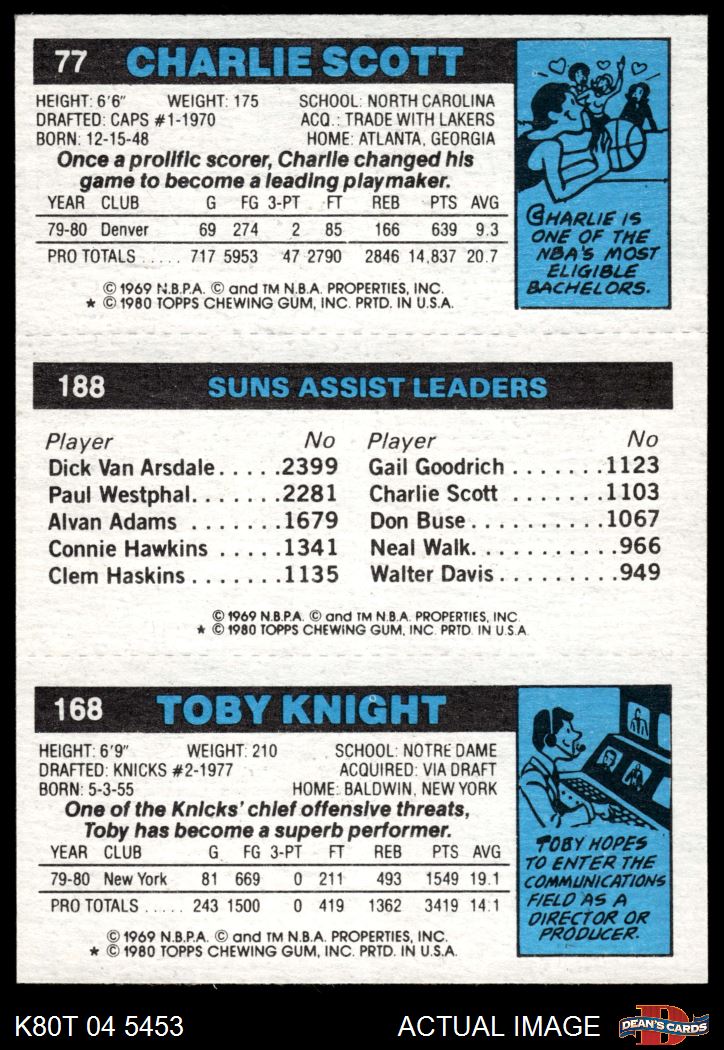 77 CHARLIE SCOTT
HEIGHT: 6'6" WEIGHT: 175 SCHOOL: NORTH CAROLINA
DRAFTED: CAPS #1-1970 ACQ.: TRADE WITH LAKERS
BORN: 12-15-48 HOME: ATLANTA, GEORGIA
Once a prolific scorer, Charlie changed his
game to become a leading playmaker.
YEAR CLUB G FG 3-PT FT REB PTS AVG
79-80 Denver 69 274 2 85 166 639 9.3
PRO TOTALS ..... 717 5953 47 2790 2846 14,837 20.7
© 1969 N.B.P.A. © and TM N.B.A. PROPERTIES, INC.
* © 1980 TOPPS CHEWING GUM, INC. PRTD. IN U.S.A.
CHARLIE IS
ONE OF THE
NBA'S MOST
ELIGIBLE
BACHELORS.
188 SUNS ASSIST LEADERS
Player No Player No
Dick Van Arsdale.....2399 Gail Goodrich.......1123
Paul Westphal.......2281 Charlie Scott.......1103
Alvan Adams.......1679 Don Buse..........1067
Connie Hawkins.....1341 Neal Walk..........966
Clem Haskins.......1135 Walter Davis.........949
© 1969 N.B.P.A. © and TM N.B.A. PROPERTIES, INC.
* © 1980 TOPPS CHEWING GUM, INC. PRTD. IN U.S.A.
168 TOBY KNIGHT
HEIGHT: 6'9" WEIGHT: 210 SCHOOL: NOTRE DAME
DRAFTED: KNICKS #2-1977 ACQUIRED: VIA DRAFT
BORN: 5-3-55 HOME: BALDWIN, NEW YORK
One of the Knicks' chief offensive threats,
Toby has become a superb performer.
YEAR CLUB G FG 3-PT FT REB PTS AVG
79-80 New York 81 669 0 211 493 1549 19.1
PRO TOTALS ..... 243 1500 0 419 1362 3419 14.1
© 1969 N.B.P.A. © and TM N.B.A. PROPERTIES, INC.
* © 1980 TOPPS CHEWING GUM, INC. PRTD. IN U.S.A.
TOBY HOPES
TO ENTER THE
COMMUNICATIONS
FIELD AS A
DIRECTOR OR
PRODUCER.
K80T 04 5453 ACTUAL IMAGE D DEAN'S CARDS